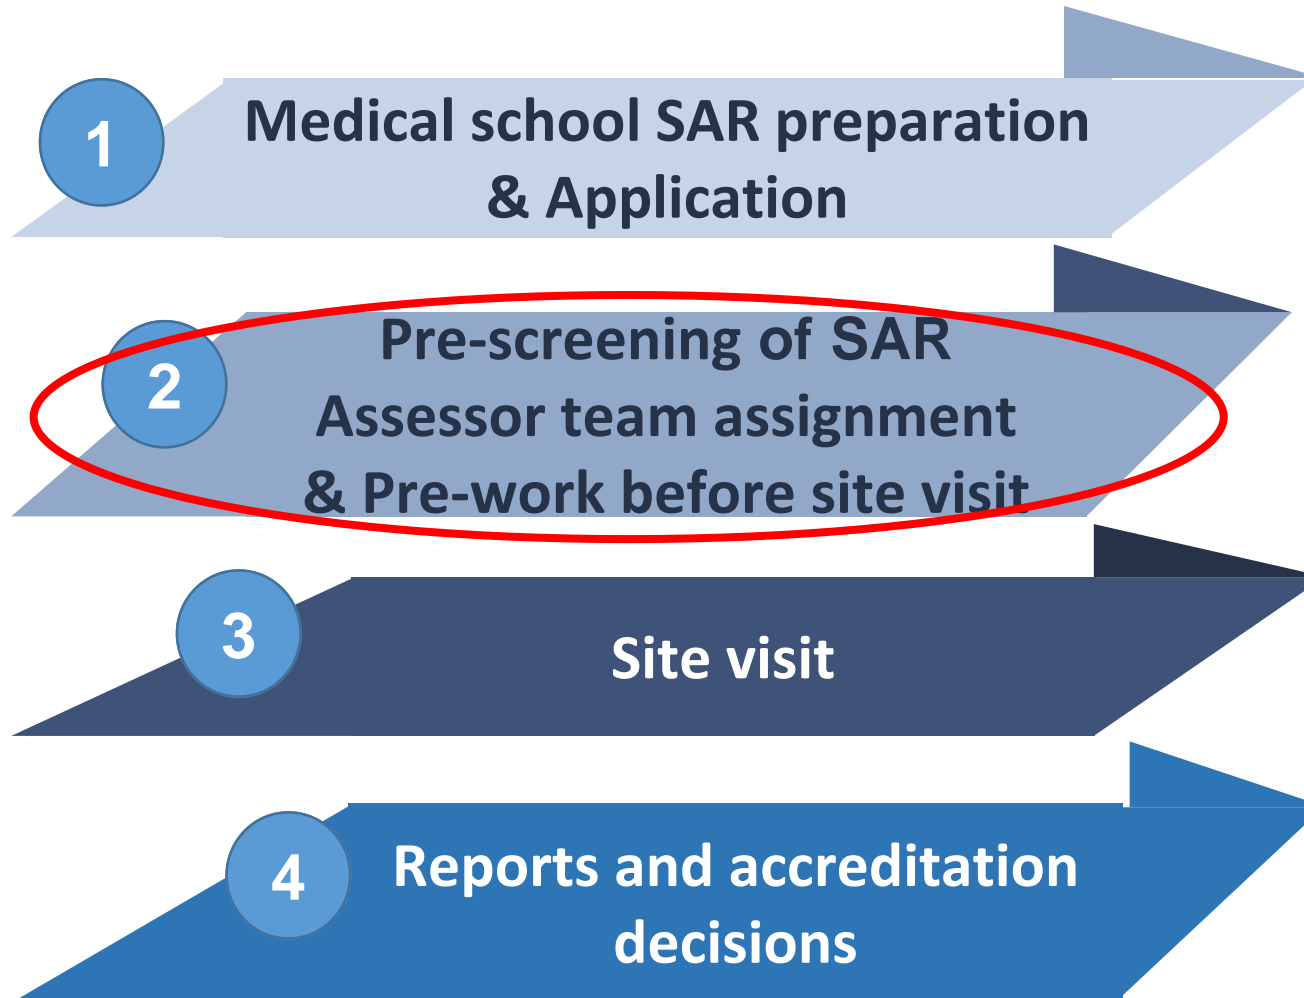 1
Medical school SAR preparation
& Application
2
Pre-screening of SAR
Assessor team assignment
& Pre-work before site visit
3
Site visit
4
Reports and accreditation
decisions